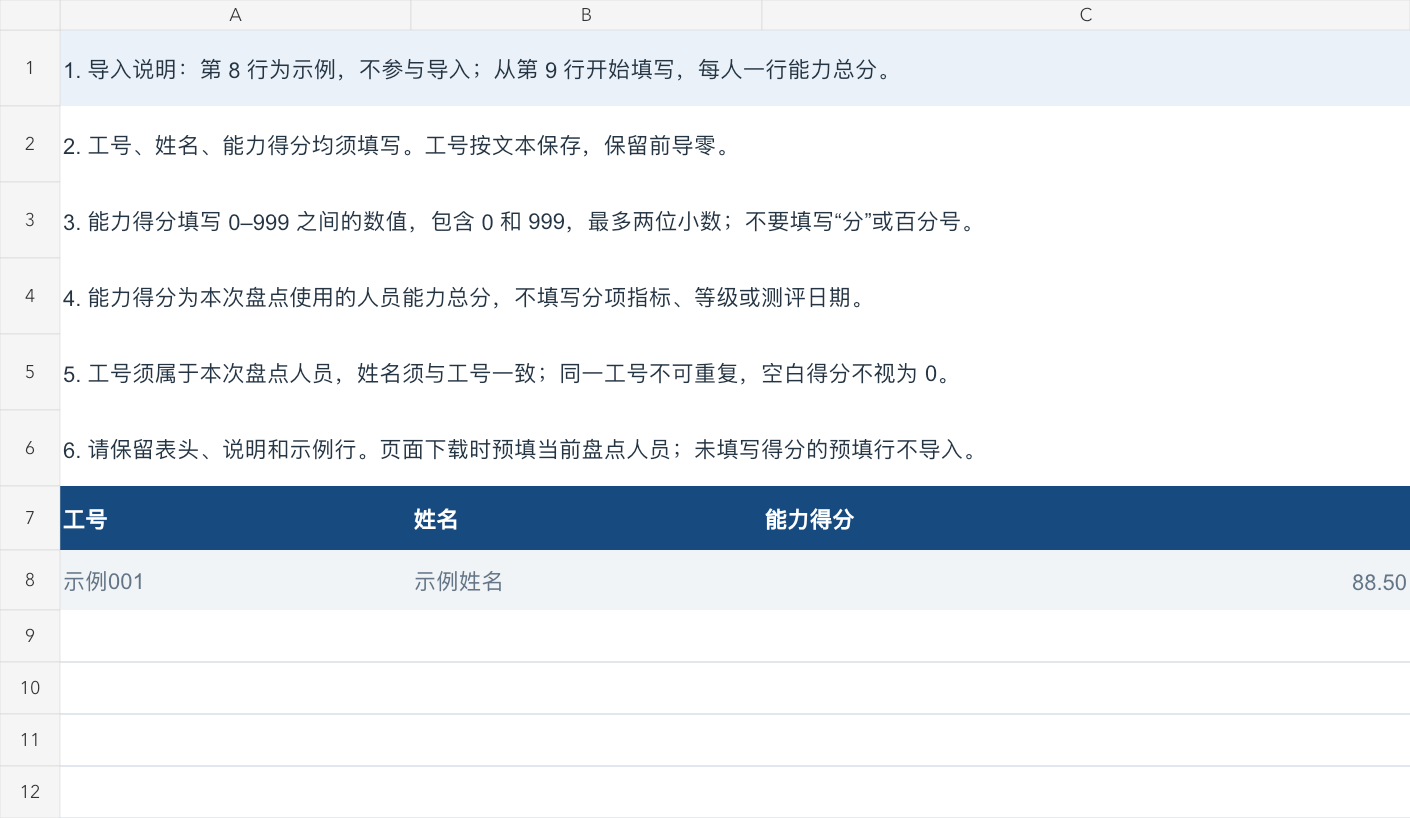 A B C
1 1. 导入说明：第 8 行为示例，不参与导入；从第 9 行开始填写，每人一行能力总分。
2 2. 工号、姓名、能力得分均须填写。工号按文本保存，保留前导零。
3 3. 能力得分填写 0–999 之间的数值，包含 0 和 999，最多两位小数；不要填写“分”或百分号。
4 4. 能力得分为本次盘点使用的人员能力总分，不填写分项指标、等级或测评日期。
5 5. 工号须属于本次盘点人员，姓名须与工号一致；同一工号不可重复，空白得分不视为 0。
6 6. 请保留表头、说明和示例行。页面下载时预填当前盘点人员；未填写得分的预填行不导入。
7 工号 姓名 能力得分
8 示例001 示例姓名 88.50
9
10
11
12